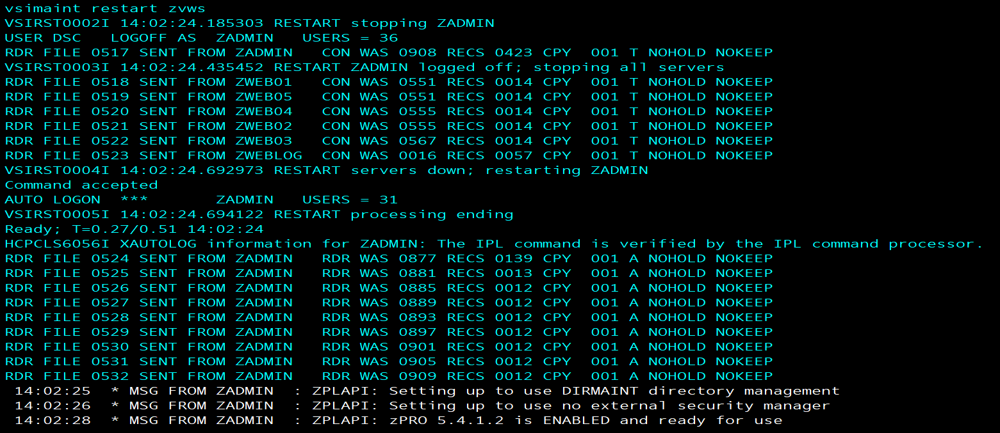 vsimaint restart zvws
VSIRST0002I 14:02:24.185303 RESTART stopping ZADMIN
USER DSC   LOGOFF AS  ZADMIN   USERS = 36
RDR FILE 0517 SENT FROM ZADMIN   CON WAS 0908 RECS 0423 CPY  001 T NOHOLD NOKEEP
VSIRST0003I 14:02:24.435452 RESTART ZADMIN logged off; stopping all servers
RDR FILE 0518 SENT FROM ZWEB01   CON WAS 0551 RECS 0014 CPY  001 T NOHOLD NOKEEP
RDR FILE 0519 SENT FROM ZWEB05   CON WAS 0551 RECS 0014 CPY  001 T NOHOLD NOKEEP
RDR FILE 0520 SENT FROM ZWEB04   CON WAS 0555 RECS 0014 CPY  001 T NOHOLD NOKEEP
RDR FILE 0521 SENT FROM ZWEB02   CON WAS 0555 RECS 0014 CPY  001 T NOHOLD NOKEEP
RDR FILE 0522 SENT FROM ZWEB03   CON WAS 0567 RECS 0014 CPY  001 T NOHOLD NOKEEP
RDR FILE 0523 SENT FROM ZWEBLOG  CON WAS 0016 RECS 0057 CPY  001 T NOHOLD NOKEEP
VSIRST0004I 14:02:24.692973 RESTART servers down; restarting ZADMIN
Command accepted
AUTO LOGON  ***       ZADMIN   USERS = 31
VSIRST0005I 14:02:24.694122 RESTART processing ending
Ready; T=0.27/0.51 14:02:24
HCPCLS6056I XAUTOLOG information for ZADMIN: The IPL command is verified by the IPL command processor.
RDR FILE 0524 SENT FROM ZADMIN   RDR WAS 0877 RECS 0139 CPY  001 A NOHOLD NOKEEP
RDR FILE 0525 SENT FROM ZADMIN   RDR WAS 0881 RECS 0013 CPY  001 A NOHOLD NOKEEP
RDR FILE 0526 SENT FROM ZADMIN   RDR WAS 0885 RECS 0012 CPY  001 A NOHOLD NOKEEP
RDR FILE 0527 SENT FROM ZADMIN   RDR WAS 0889 RECS 0012 CPY  001 A NOHOLD NOKEEP
RDR FILE 0528 SENT FROM ZADMIN   RDR WAS 0893 RECS 0012 CPY  001 A NOHOLD NOKEEP
RDR FILE 0529 SENT FROM ZADMIN   RDR WAS 0897 RECS 0012 CPY  001 A NOHOLD NOKEEP
RDR FILE 0530 SENT FROM ZADMIN   RDR WAS 0901 RECS 0012 CPY  001 A NOHOLD NOKEEP
RDR FILE 0531 SENT FROM ZADMIN   RDR WAS 0905 RECS 0012 CPY  001 A NOHOLD NOKEEP
RDR FILE 0532 SENT FROM ZADMIN   RDR WAS 0909 RECS 0012 CPY  001 A NOHOLD NOKEEP
 14:02:25  * MSG FROM ZADMIN  : ZPLAPI: Setting up to use DIRMAINT directory management
 14:02:26  * MSG FROM ZADMIN  : ZPLAPI: Setting up to use no external security manager
 14:02:28  * MSG FROM ZADMIN  : ZPLAPI: zPRO 5.4.1.2 is ENABLED and ready for use